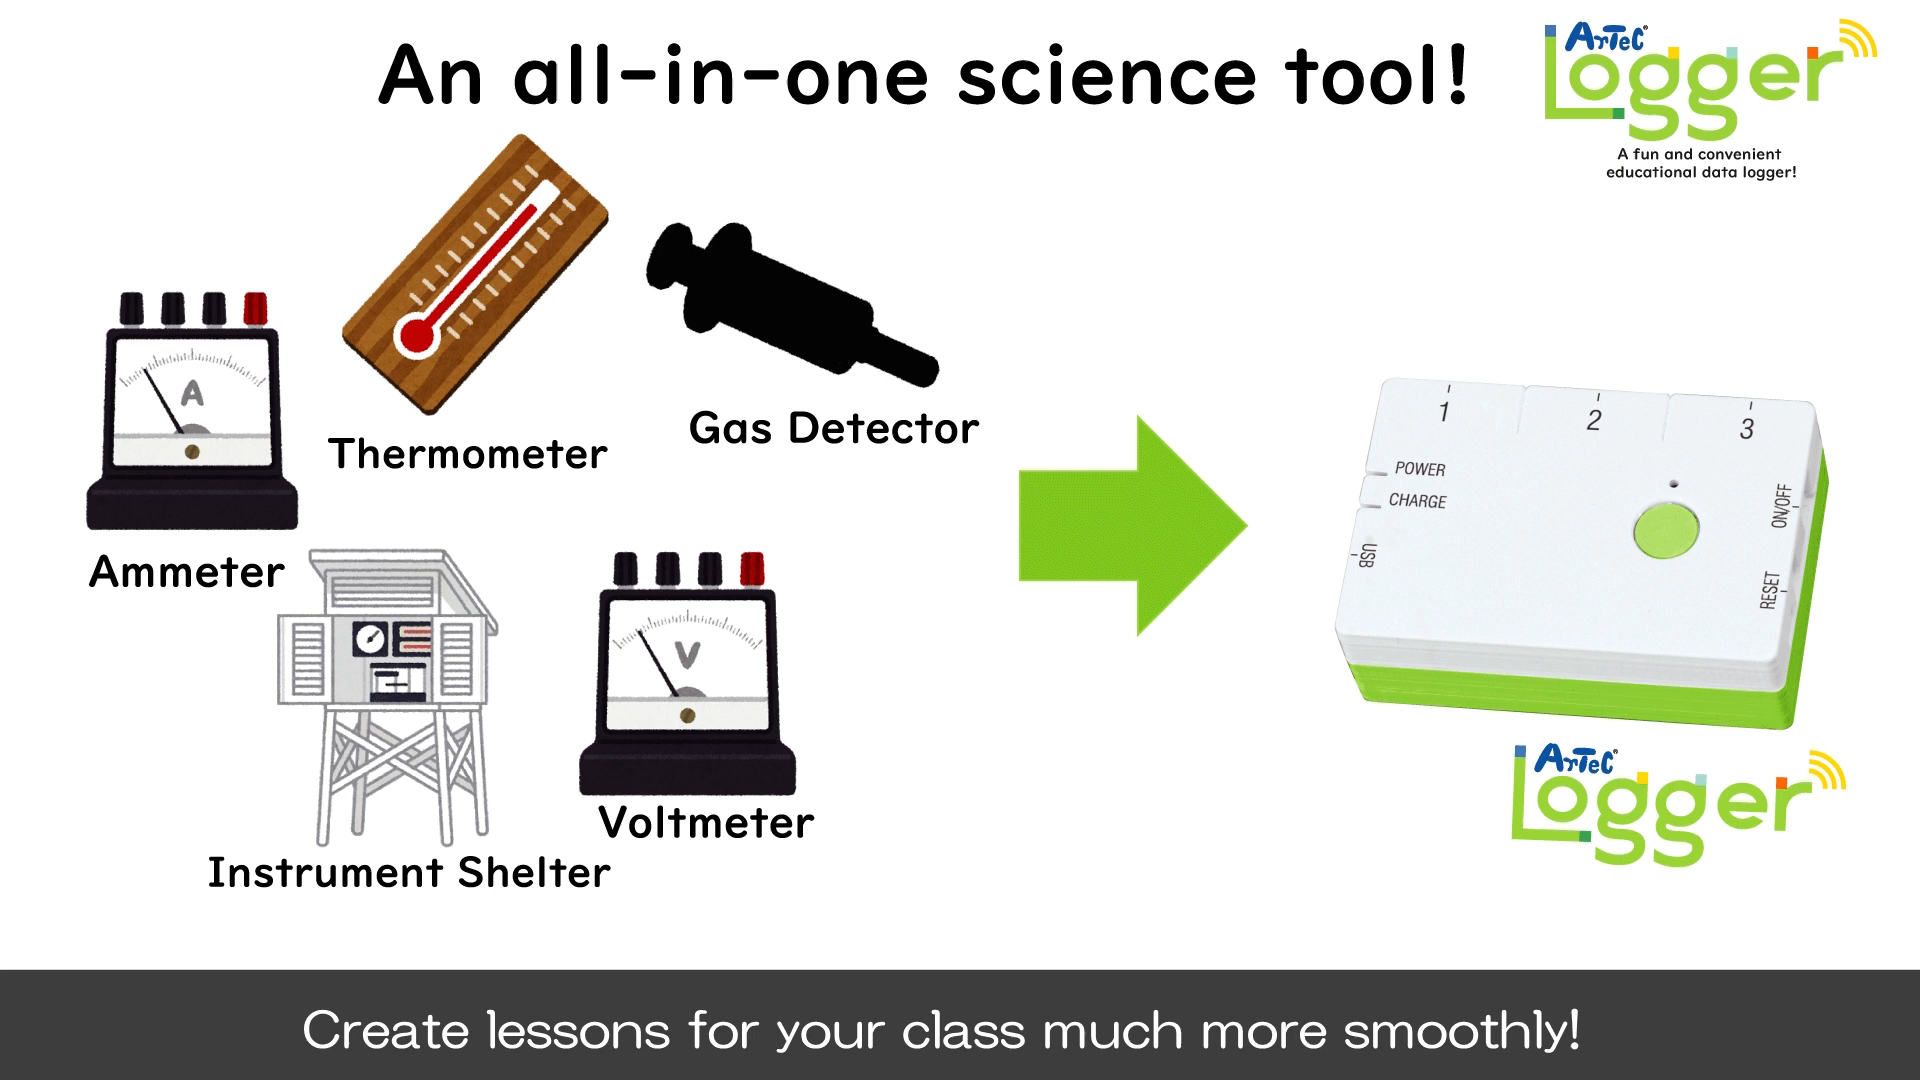 An all-in-one science tool!
ArTeC®
Logger
A fun and convenient
educational data logger!
A
Ammeter
Thermometer
Gas Detector
Instrument Shelter
V
Voltmeter
1 2 3
POWER
CHARGE
USB
ON/OFF
RESET
ArTeC®
Logger
Create lessons for your class much more smoothly!